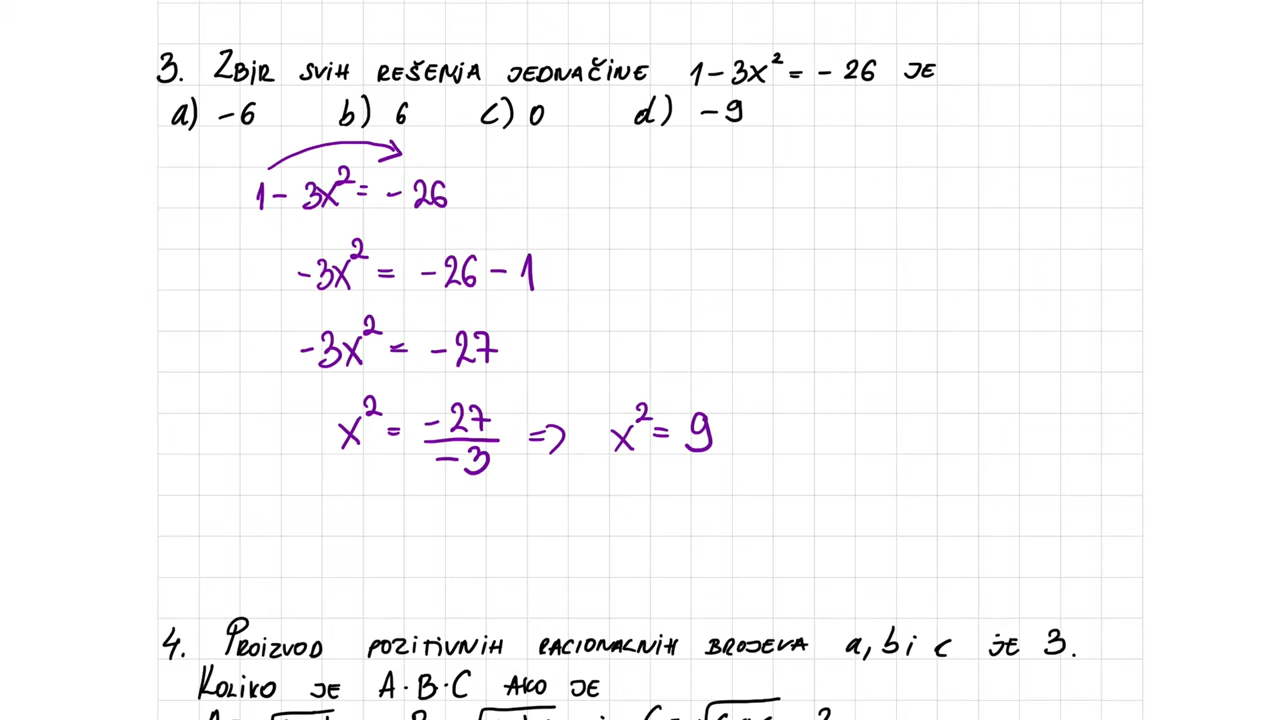 3. ZBIR SVIH REŠENJA JEDNAČINE 1-3x²=-26 JE
a) -6 b) 6 c) 0 d) -9
1-3x²=-26
-3x²=-26-1
-3x²=-27
x²=-27/-3 => x²=9
4. PROIZVOD POZITIVNIH RACIONALNIH BROJEVA a, b i c JE 3.
KOLIKO JE A·B·C AKO JE